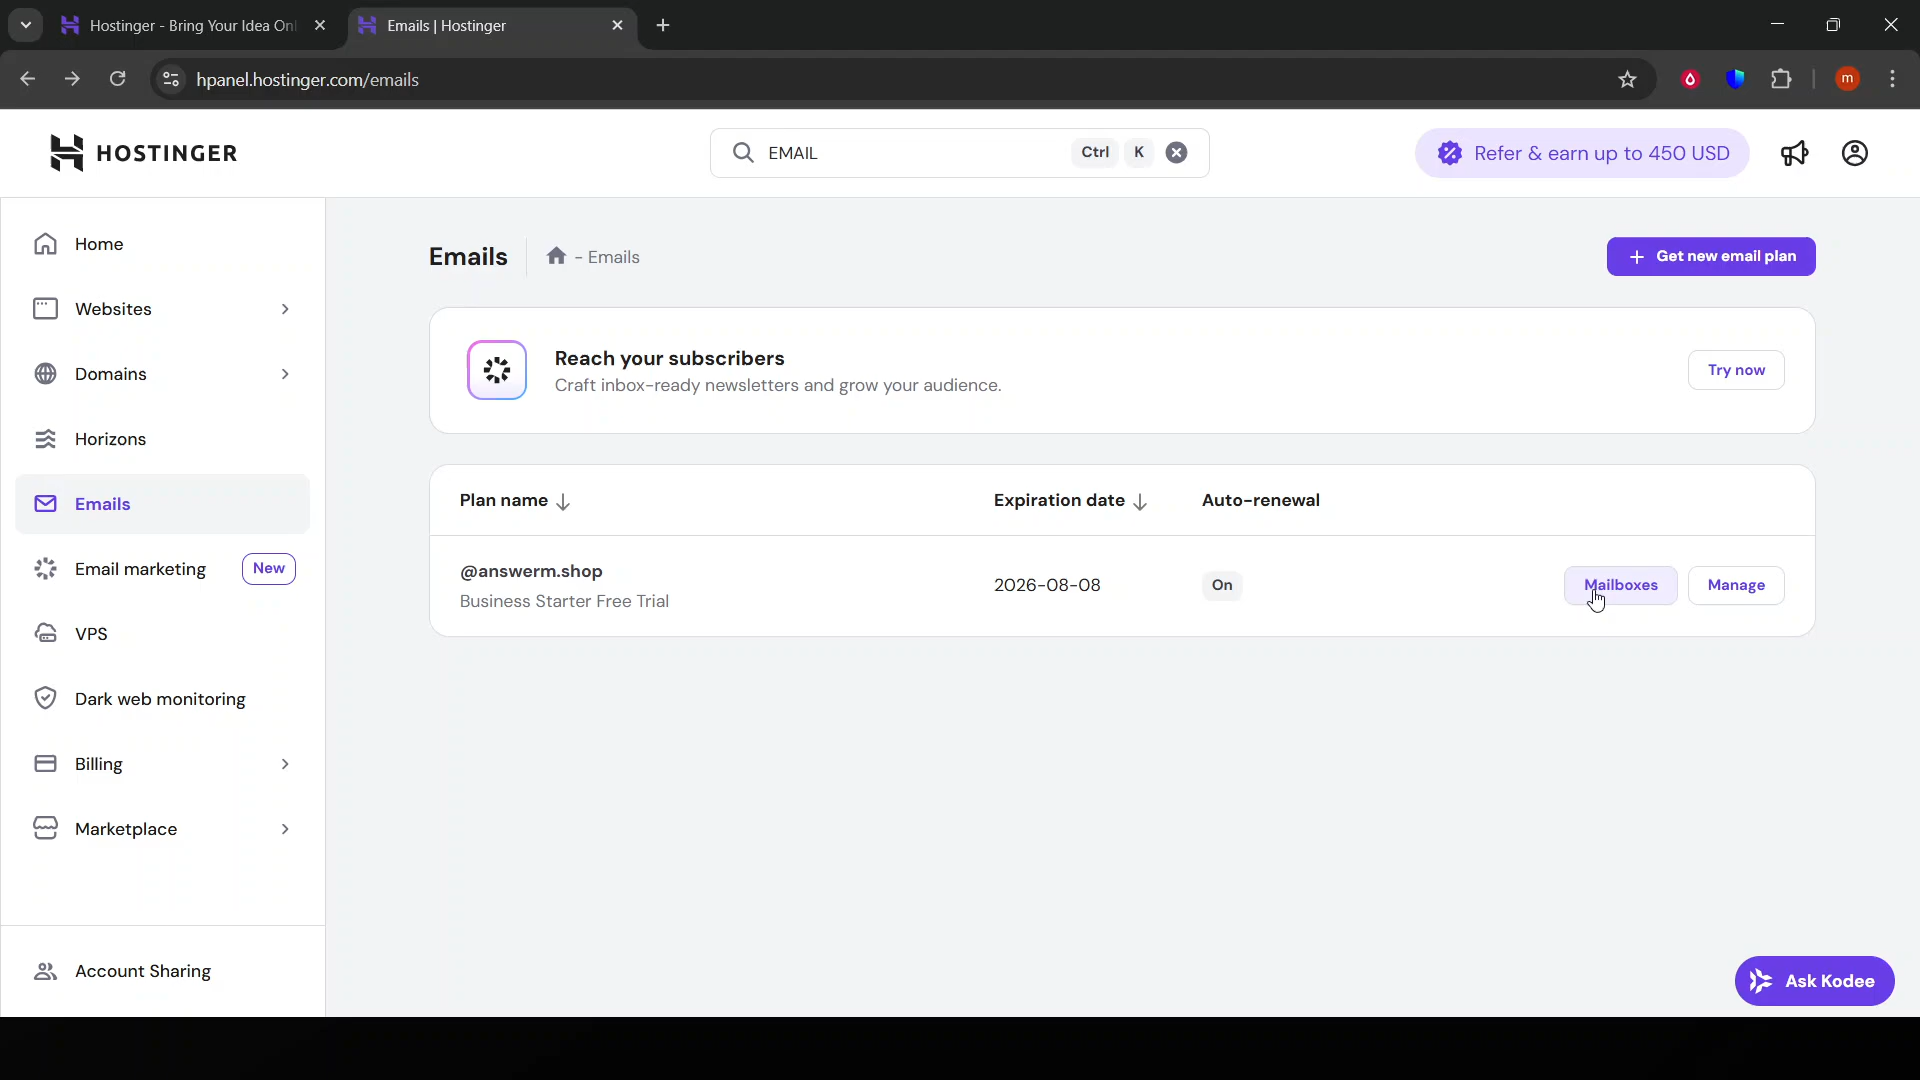 Hostinger - Bring Your Idea Onl
Emails | Hostinger
hpanel.hostinger.com/emails
m
HOSTINGER
EMAIL
Ctrl
K
Refer & earn up to 450 USD
Home
Websites
Domains
Horizons
Emails
Email marketing
New
VPS
Dark web monitoring
Billing
Marketplace
Account Sharing
Emails
- Emails
+ Get new email plan
Reach your subscribers
Craft inbox-ready newsletters and grow your audience.
Try now
Plan name
Expiration date
Auto-renewal
@answerm.shop
Business Starter Free Trial
2026-08-08
On
Mailboxes
Manage
Ask Kodee